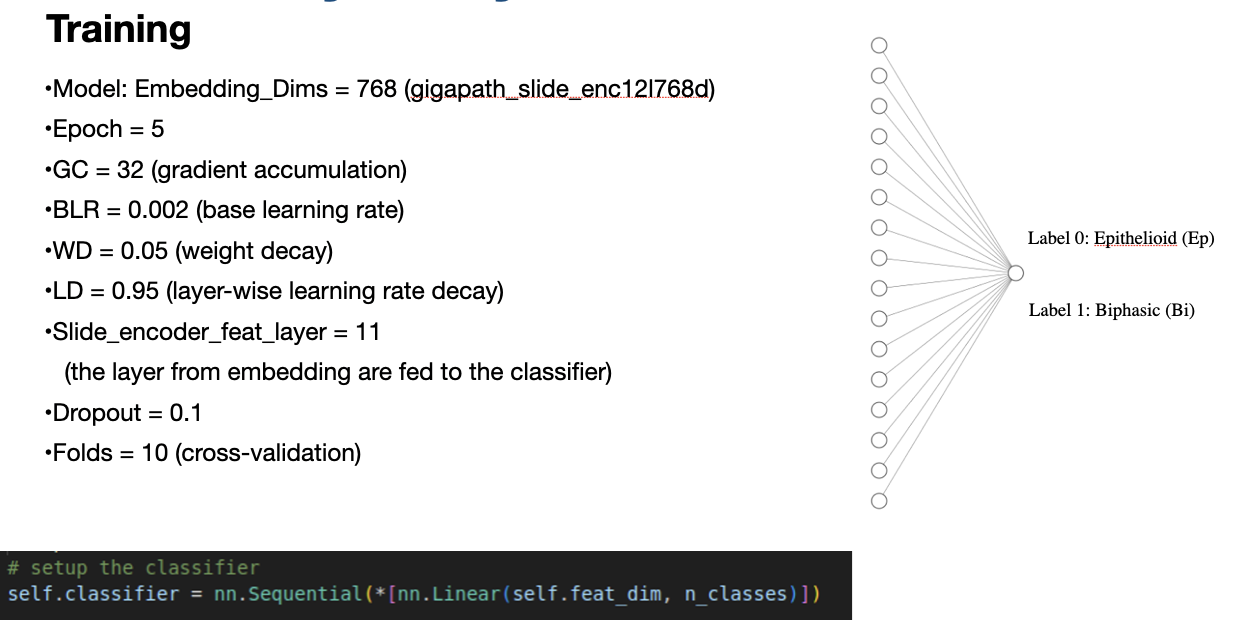 Training
•Model: Embedding_Dims = 768 (gigapath_slide_enc12l768d)
•Epoch = 5
•GC = 32 (gradient accumulation)
•BLR = 0.002 (base learning rate)
•WD = 0.05 (weight decay)
•LD = 0.95 (layer-wise learning rate decay)
•Slide_encoder_feat_layer = 11
(the layer from embedding are fed to the classifier)
•Dropout = 0.1
•Folds = 10 (cross-validation)
Label 0: Epithelioid (Ep)
Label 1: Biphasic (Bi)
# setup the classifier
self.classifier = nn.Sequential(*[nn.Linear(self.feat_dim, n_classes)])